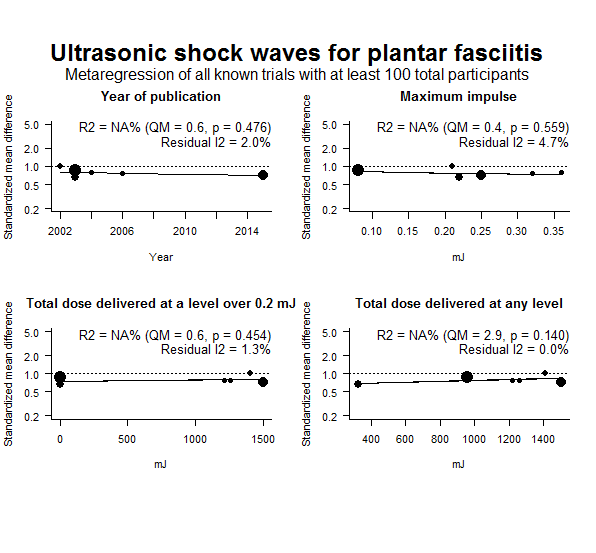 Ultrasonic shock waves for plantar fasciitis
Metaregression of all known trials with at least 100 total participants
Year of publication
R2 = NA% (QM = 0.6, p = 0.476)
Residual I2 = 2.0%
Standardized mean difference
5.0
2.0
1.0
0.5
0.2
2002 2006 2010 2014
Year
Maximum impulse
R2 = NA% (QM = 0.4, p = 0.559)
Residual I2 = 4.7%
Standardized mean difference
5.0
2.0
1.0
0.5
0.2
0.10 0.15 0.20 0.25 0.30 0.35
mJ
Total dose delivered at a level over 0.2 mJ
R2 = NA% (QM = 0.6, p = 0.454)
Residual I2 = 1.3%
Standardized mean difference
5.0
2.0
1.0
0.5
0.2
0 500 1000 1500
mJ
Total dose delivered at any level
R2 = NA% (QM = 2.9, p = 0.140)
Residual I2 = 0.0%
Standardized mean difference
5.0
2.0
1.0
0.5
0.2
400 600 800 1000 1200 1400
mJ